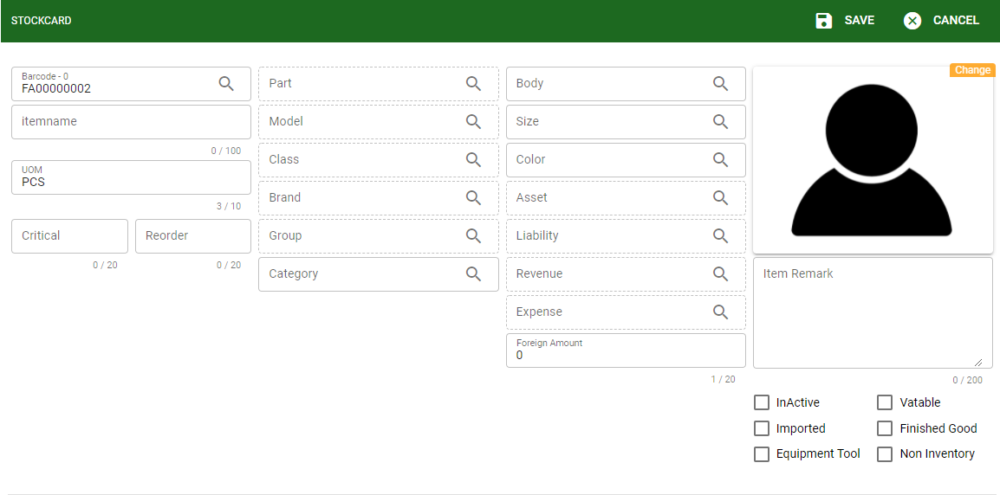 STOCKCARD
SAVE
CANCEL
Barcode - 0
FA00000002
itemname
0 / 100
UOM
PCS
3 / 10
Critical
0 / 20
Reorder
0 / 20
Part
Model
Class
Brand
Group
Category
Body
Size
Color
Asset
Liability
Revenue
Expense
Foreign Amount
0
1 / 20
Change
Item Remark
0 / 200
InActive
Vatable
Imported
Finished Good
Equipment Tool
Non Inventory